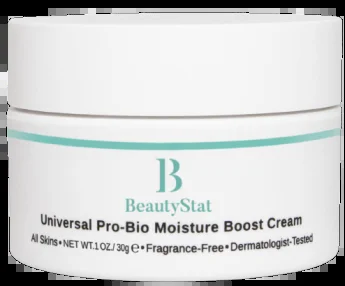 B
BeautyStat
Universal Pro-Bio Moisture Boost Cream
All Skins • NET WT.1 OZ./ 30g ℮ • Fragrance-Free • Dermatologist-Tested